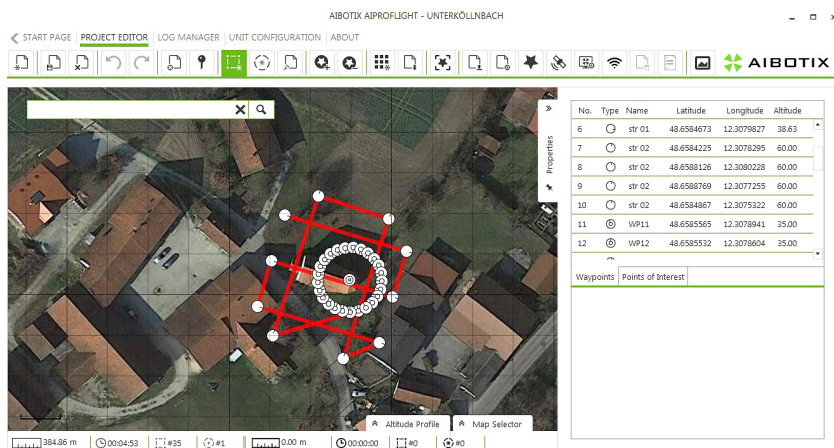 AIBOTIX AIPROFLIGHT - UNTERKÖLLNBACH
START PAGE PROJECT EDITOR LOG MANAGER UNIT CONFIGURATION ABOUT
AIBOTIX
Properties
No. Type Name Latitude Longitude Altitude
6 str 01 48.6584673 12.3079827 38.63
7 str 02 48.6584225 12.3078295 60.00
8 str 02 48.6588126 12.3080228 60.00
9 str 02 48.6588769 12.3077255 60.00
10 str 02 48.6584867 12.3075322 60.00
11 WP11 48.6585565 12.3078941 35.00
12 WP12 48.6585532 12.3078604 35.00
Waypoints Points of Interest
Altitude Profile Map Selector
384.86 m 00:04:53 #35 #1 0.00 m 00:00:00 #0 #0